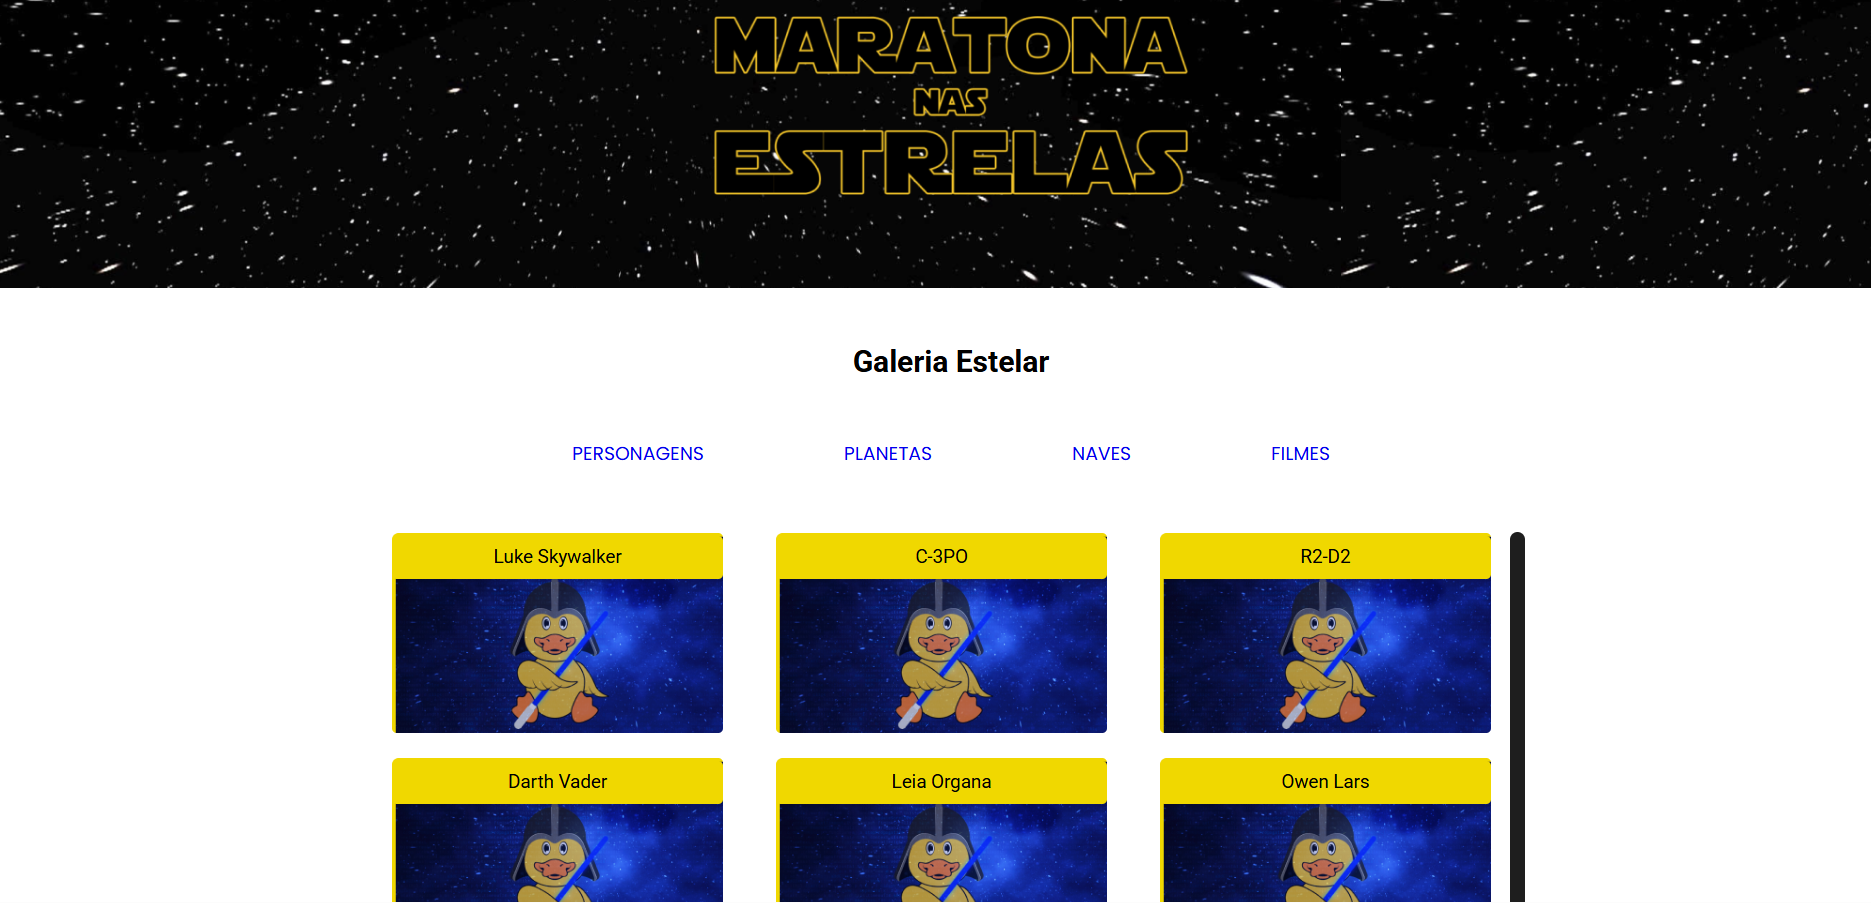 MARATONA
NAS
ESTRELAS
Galeria Estelar
PERSONAGENS PLANETAS NAVES FILMES
Luke Skywalker C-3PO R2-D2
Darth Vader Leia Organa Owen Lars